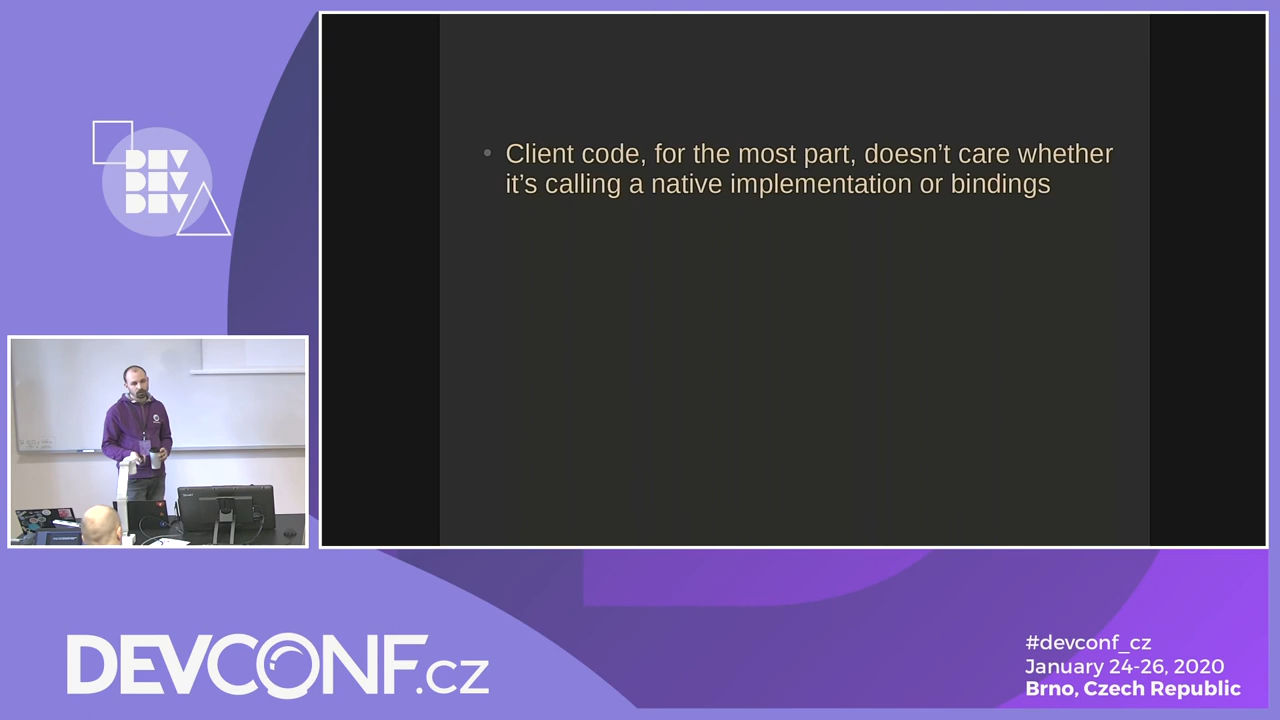 DEV
DEV
DEV
• Client code, for the most part, doesn’t care whether
it’s calling a native implementation or bindings
DEVCONF.cz
#devconf_cz
January 24-26, 2020
Brno, Czech Republic